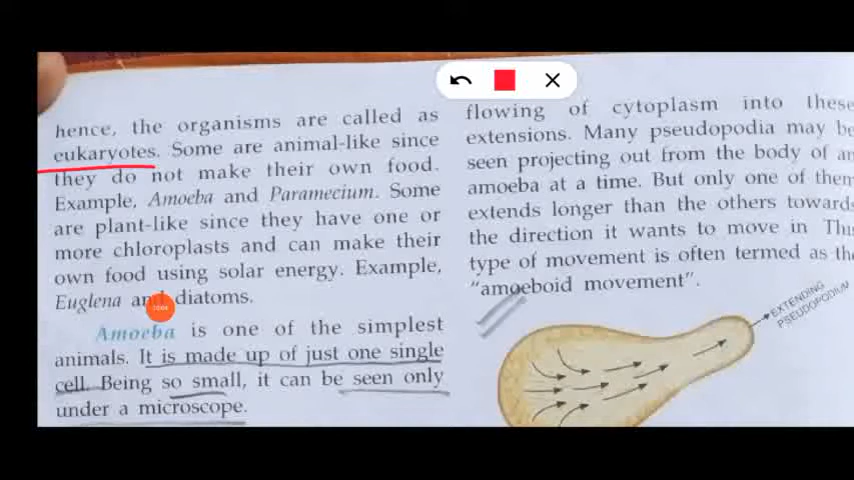 hence, the organisms are called as
eukaryotes. Some are animal-like since
they do not make their own food.
Example, Amoeba and Paramecium. Some
are plant-like since they have one or
more chloroplasts and can make their
own food using solar energy. Example,
Euglena and diatoms.
Amoeba is one of the simplest
animals. It is made up of just one single
cell. Being so small, it can be seen only
under a microscope.
flowing of cytoplasm into these
extensions. Many pseudopodia may be
seen projecting out from the body of an
amoeba at a time. But only one of them
extends longer than the others towards
the direction it wants to move in
type of movement is often termed as the
"amoeboid movement".
EXTENDING
PSEUDOPODIUM